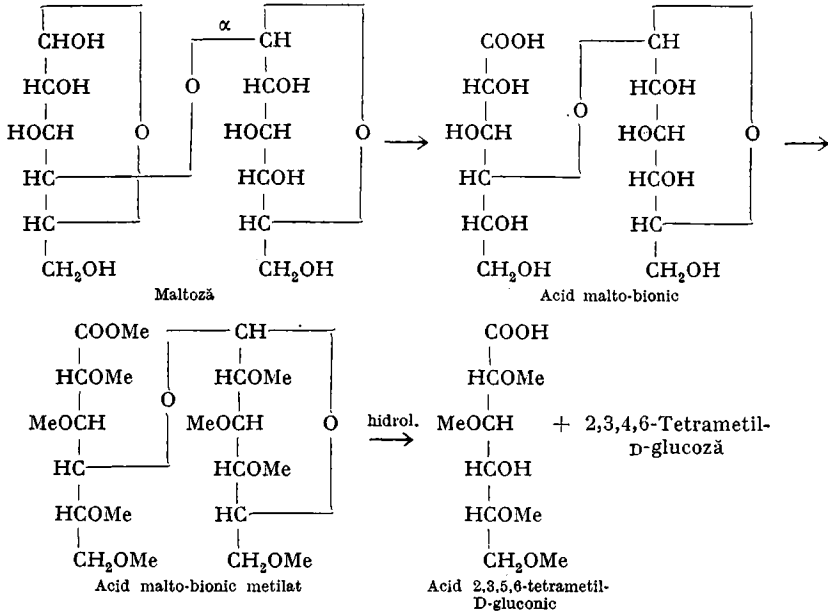 CHOH α CH COOH CH
HCOH O HCOH HCOH O HCOH
HOCH O HOCH O HOCH HOCH O
HC HCOH HC HCOH
HC HC HCOH HC
CH₂OH CH₂OH CH₂OH CH₂OH
Maltoză Acid malto-bionic
COOMe CH COOH
HCOMe O HCOMe HCOMe
MeOCH MeOCH O hidrol. MeOCH + 2,3,4,6-Tetrametil-
D-glucoză
HC HCOMe HCOH
HCOMe HC HCOMe
CH₂OMe CH₂OMe CH₂OMe
Acid malto-bionic metilat Acid 2,3,5,6-tetrametil-
D-gluconic